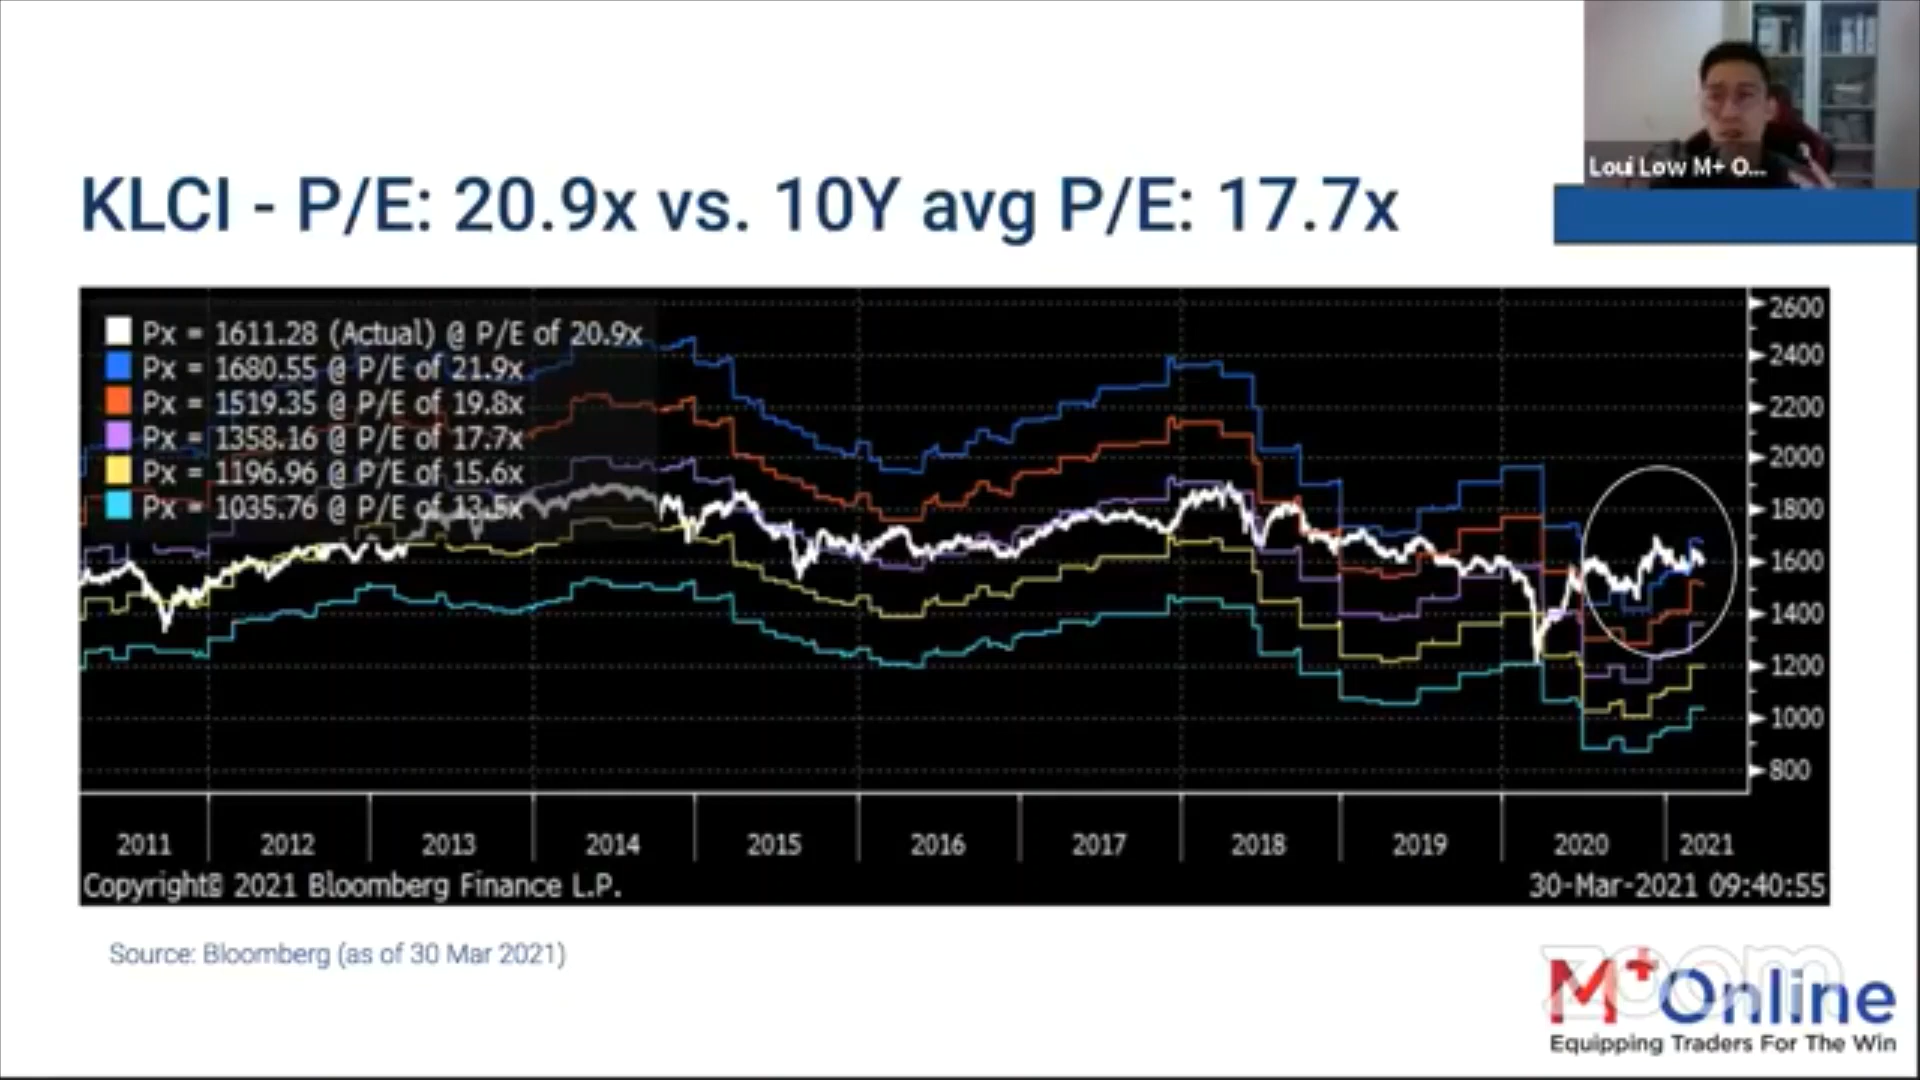 Loui Low M+ O...
KLCI - P/E: 20.9x vs. 10Y avg P/E: 17.7x
Px = 1611.28 (Actual) @ P/E of 20.9x
Px = 1680.55 @ P/E of 21.9x
Px = 1519.35 @ P/E of 19.8x
Px = 1358.16 @ P/E of 17.7x
Px = 1196.96 @ P/E of 15.6x
Px = 1035.76 @ P/E of 13.5x
2600
2400
2200
2000
1800
1600
1400
1200
1000
800
2011 2012 2013 2014 2015 2016 2017 2018 2019 2020 2021
Copyright© 2021 Bloomberg Finance L.P. 30-Mar-2021 09:40:55
Source: Bloomberg (as of 30 Mar 2021)
zoom
M+ Online
Equipping Traders For The Win